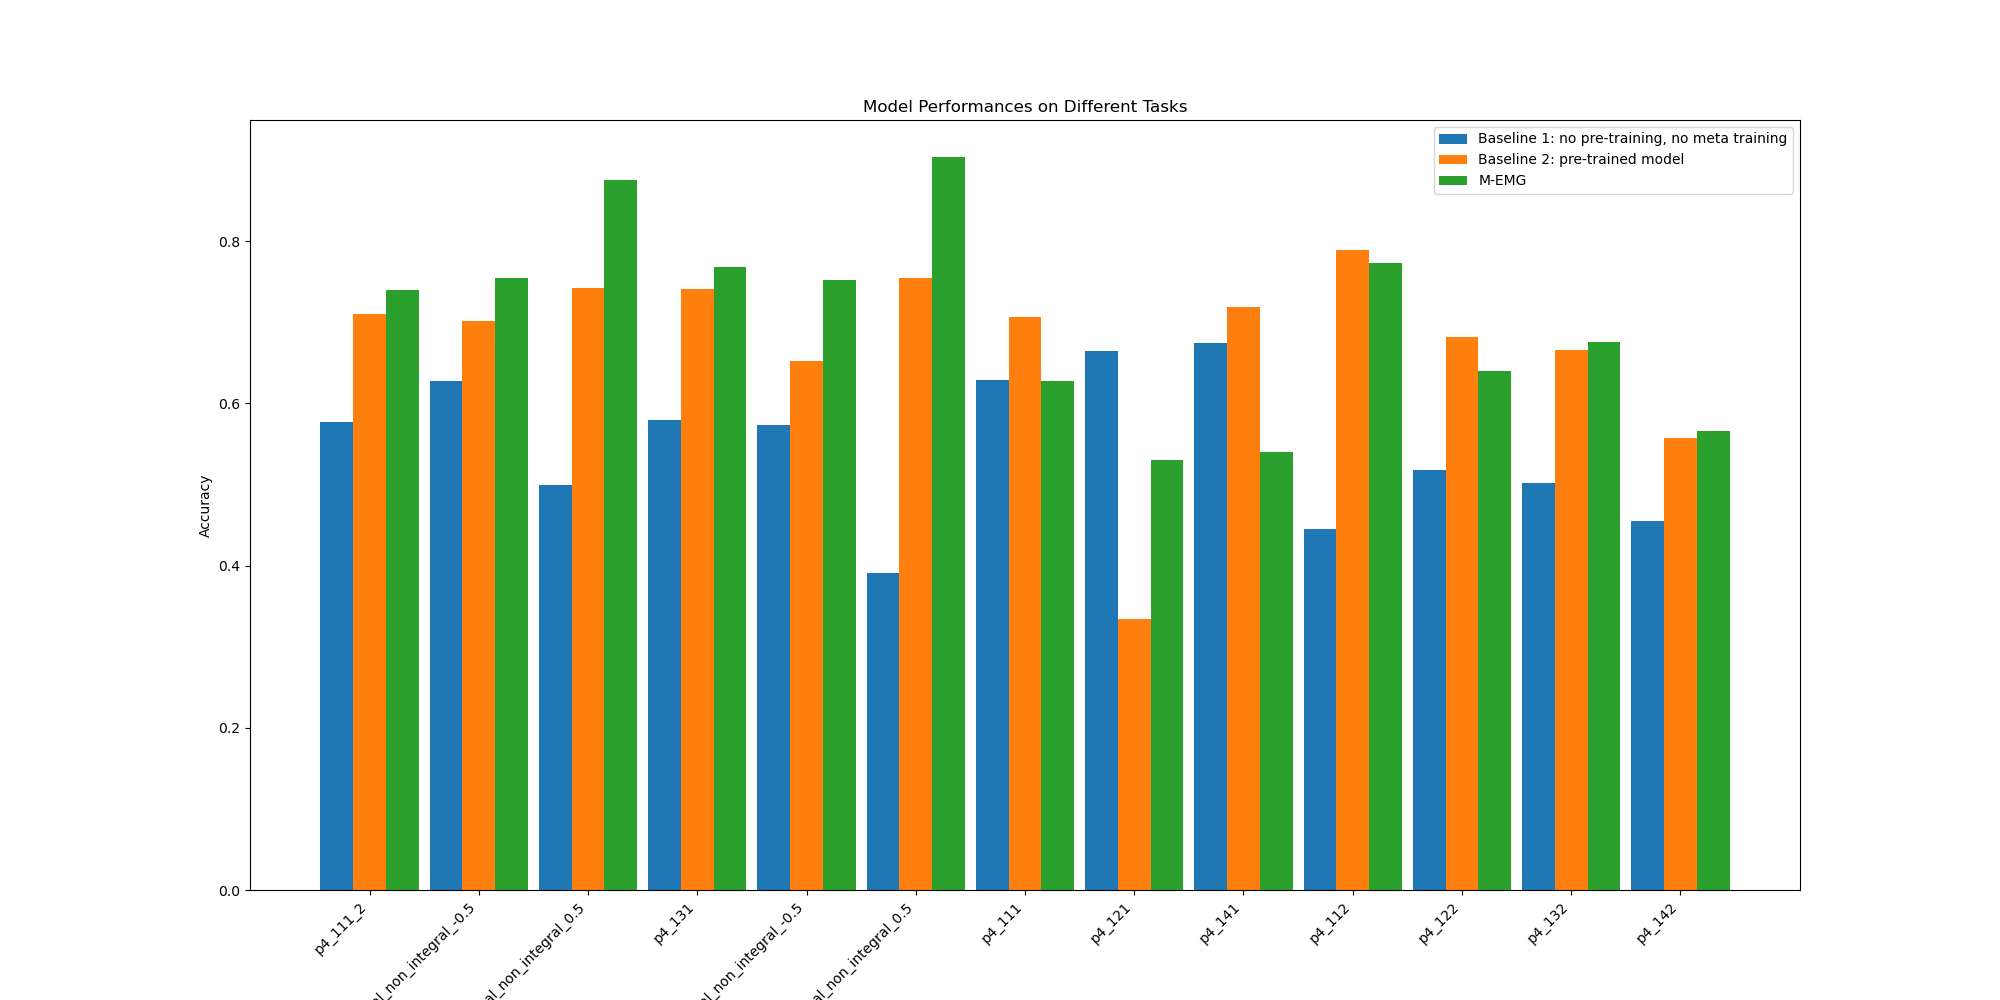 Model Performances on Different Tasks
Baseline 1: no pre-training, no meta training
Baseline 2: pre-trained model
M-EMG
Accuracy
0.8
0.6
0.4
0.2
0.0
p4_111_2
al_non_integral_-0.5
al_non_integral_0.5
p4_131
al_non_integral_-0.5
al_non_integral_0.5
p4_111
p4_121
p4_141
p4_112
p4_122
p4_132
p4_142